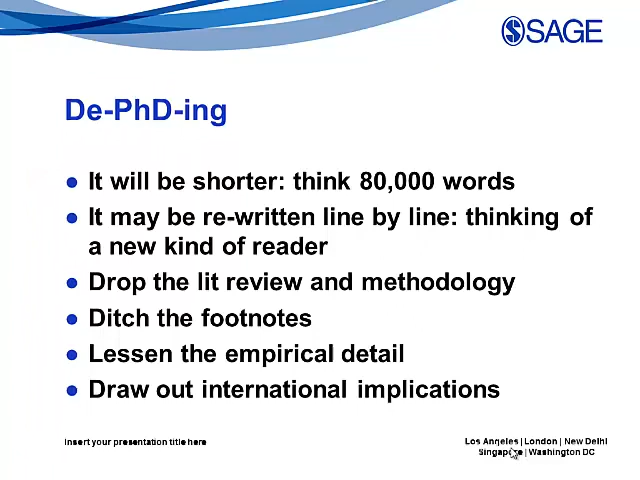 SAGE
De-PhD-ing
● It will be shorter: think 80,000 words
● It may be re-written line by line: thinking of
a new kind of reader
● Drop the lit review and methodology
● Ditch the footnotes
● Lessen the empirical detail
● Draw out international implications
Insert your presentation title here
Los Angeles | London | New Delhi
Singapore | Washington DC